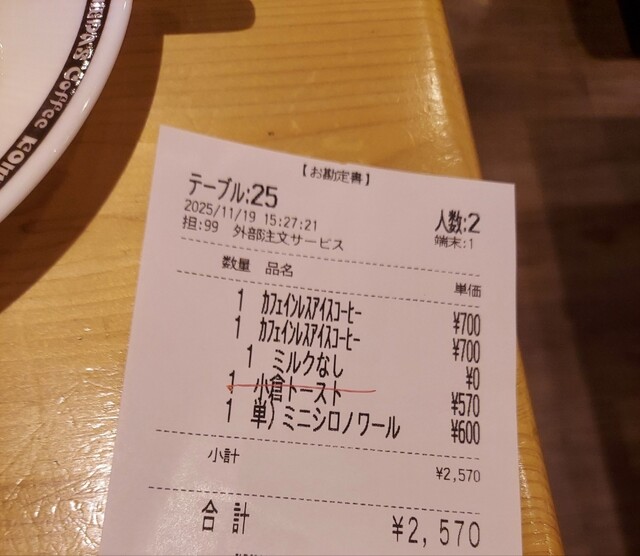 Coffee
【お勘定書】
テーブル:25 人数:2
2025/11/19 15:27:21 端末:1
担:99 外部注文サービス
数量 品名 単価
1 カフェインレスアイスコーヒー ¥700
1 カフェインレスアイスコーヒー ¥700
1 ミルクなし ¥0
1 小倉トースト ¥570
1 単)ミニシロノワール ¥600
小計 ¥2,570
合計 ¥2,570